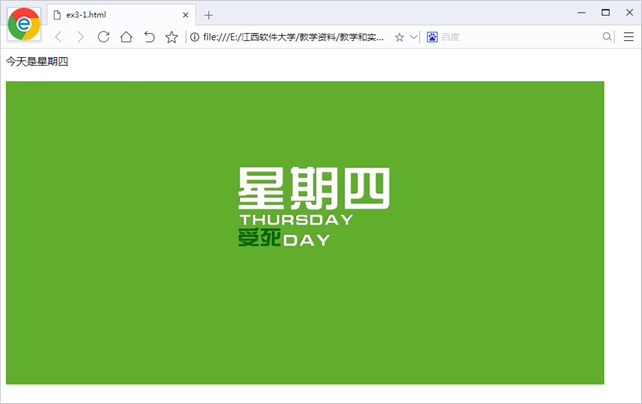 ex3-1.html
file:///E:/江西软件大学/教学资料/教学和实...
百度
今天是星期四
星期四
THURSDAY
受死DAY